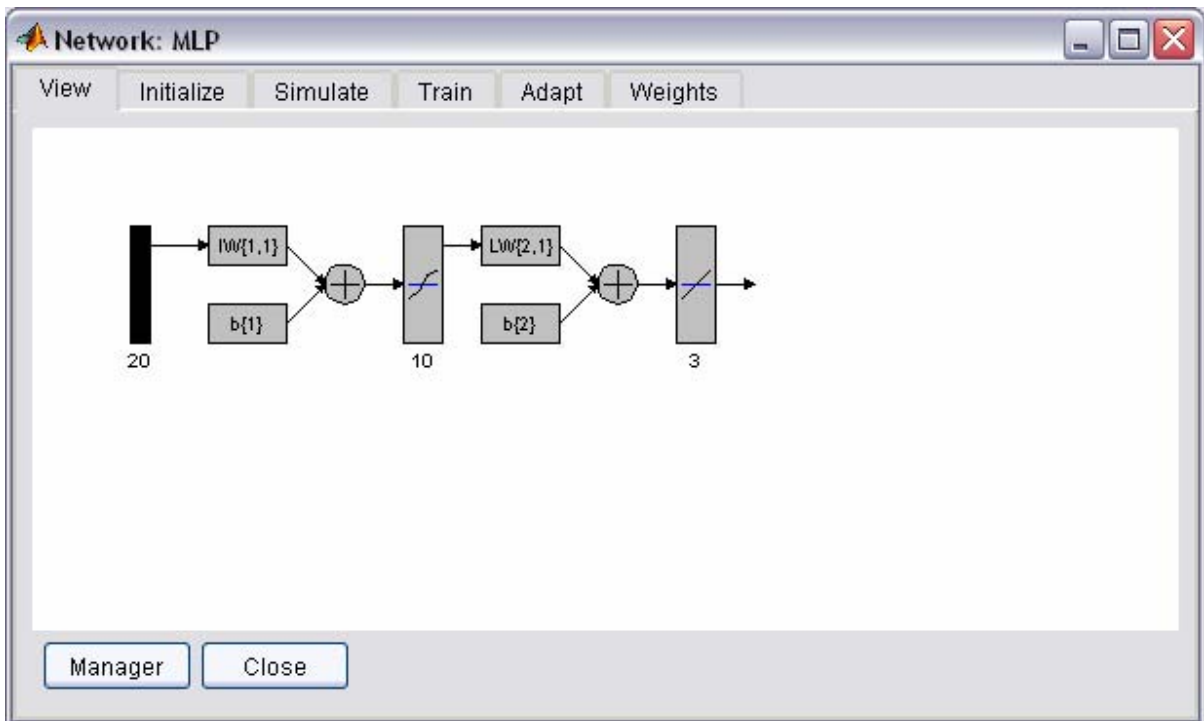 Network: MLP
View Initialize Simulate Train Adapt Weights
IW{1,1} LW{2,1}
b{1} b{2}
20 10 3
Manager Close